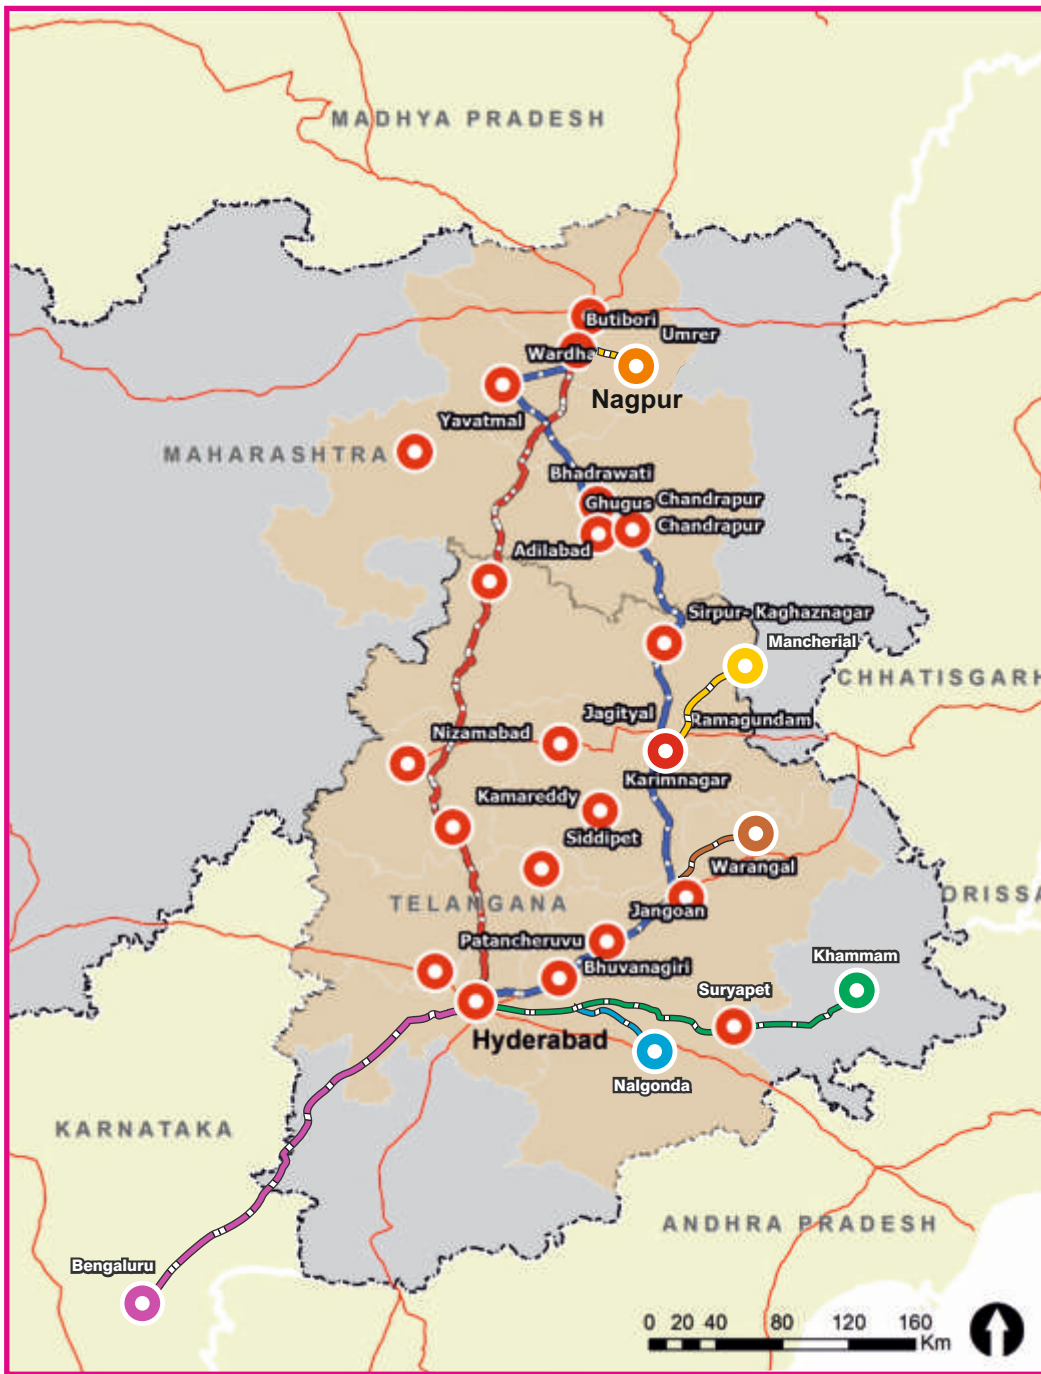 MADHYA PRADESH
Butibori
Umrer
Wardha
Nagpur
Yavatmal
MAHARASHTRA
Bhadrawati
Ghugus
Chandrapur
Chandrapur
Adilabad
Sirpur- Kaghaznagar
Mancherial
CHHATISGARH
Jagityal
Ramagundam
Nizamabad
Karimnagar
Kamareddy
Siddipet
Warangal
TELANGANA
Jangoan
ORISSA
Patancheruvu
Bhuvanagiri
Khammam
Suryapet
Hyderabad
Nalgonda
KARNATAKA
ANDHRA PRADESH
Bengaluru
0 20 40 80 120 160
Km